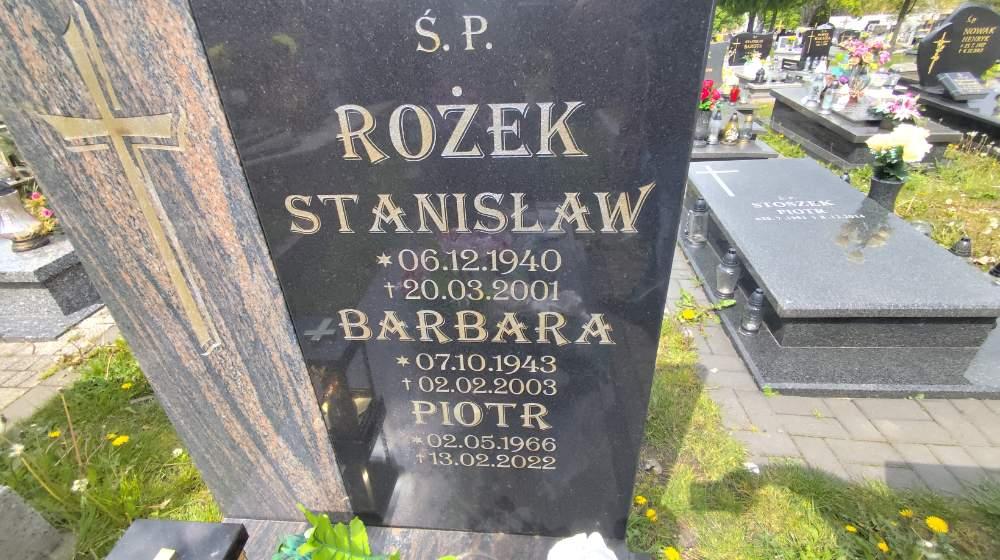 Ś. P.
ROŻEK
STANISŁAW
* 06.12.1940
† 20.03.2001
BARBARA
* 07.10.1943
† 02.02.2003
PIOTR
* 02.05.1966
† 13.02.2022
Ś.P.
STOSZEK
PIOTR
Ś.P.
NOWAK
HENRYK